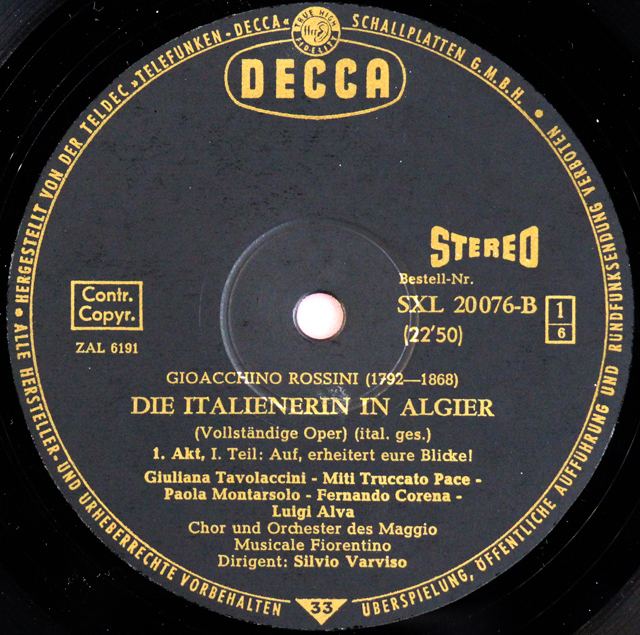 HERGESTELLT VON DER TELDEC »TELEFUNKEN - DECCA« SCHALLPLATTEN G.M.B.H.
TRUE HIGH
FIDELITY
DECCA
STEREO
Bestell-Nr.
SXL 20076-B
1
6
(22'50)
Contr.
Copyr.
ZAL 6191
GIOACCHINO ROSSINI (1792—1868)
DIE ITALIENERIN IN ALGIER
(Vollständige Oper) (ital. ges.)
1. Akt, I. Teil: Auf, erheitert eure Blicke!
Giuliana Tavolaccini - Miti Truccato Pace -
Paola Montarsolo - Fernando Corena -
Luigi Alva
Chor und Orchester des Maggio
Musicale Fiorentino
Dirigent: Silvio Varviso
33
ALLE HERSTELLER- UND URHEBERRECHTE VORBEHALTEN
ÜBERSPIELUNG, ÖFFENTLICHE AUFFÜHRUNG UND RUNDFUNKSENDUNG VERBOTEN